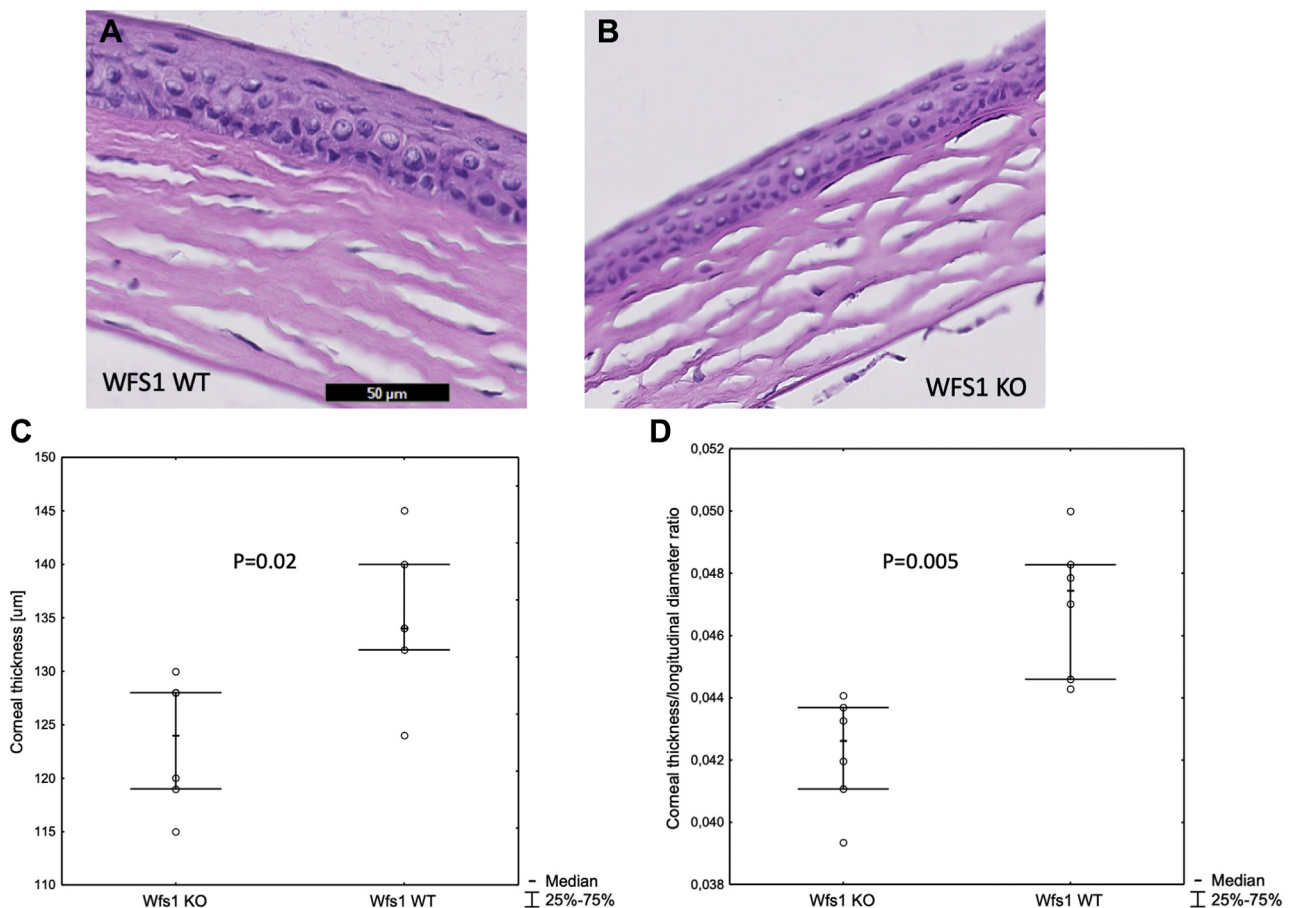 A
B
WFS1 WT
50 µm
WFS1 KO
C
D
150
145
140
135
130
125
120
115
110
Corneal thickness [um]
P=0.02
Wfs1 KO
Wfs1 WT
Median
25%-75%
0,052
0,050
0,048
0,046
0,044
0,042
0,040
0,038
Corneal thickness/longitudinal diameter ratio
P=0.005
Wfs1 KO
Wfs1 WT
Median
25%-75%